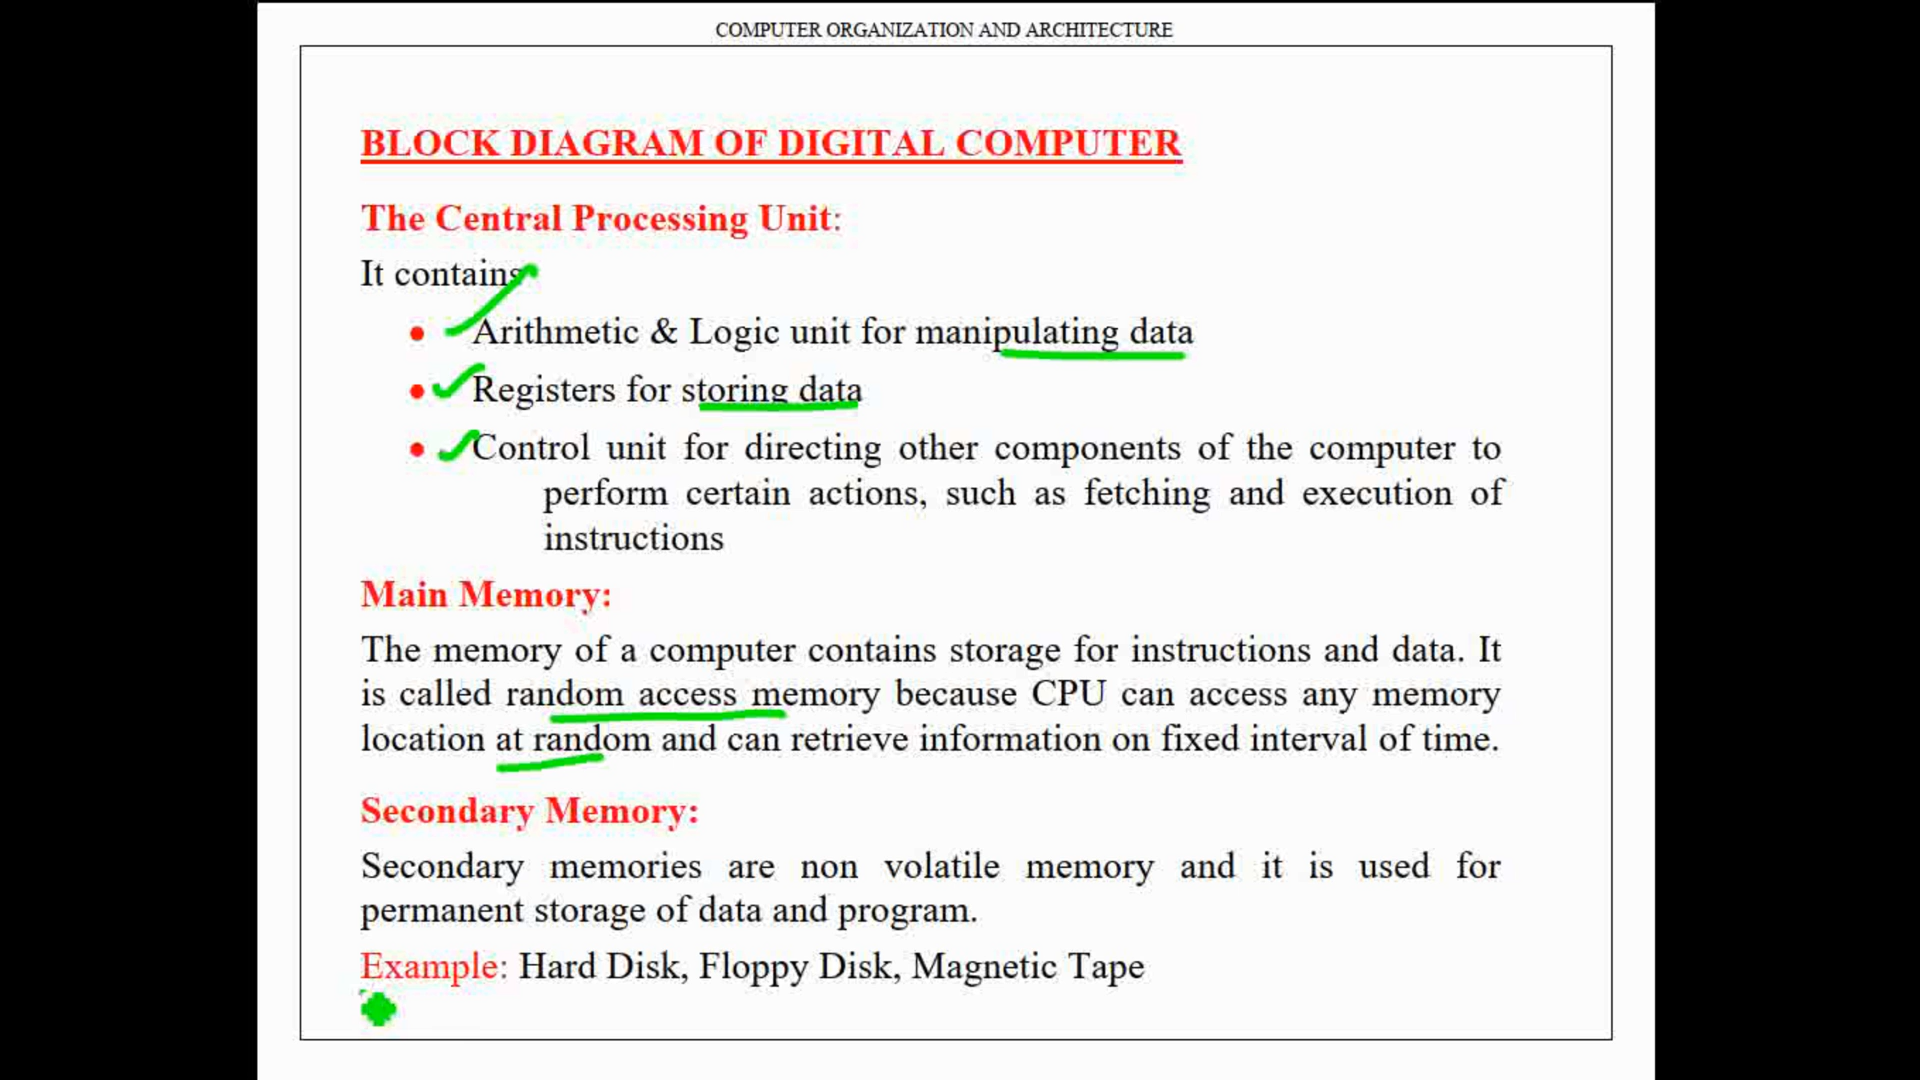 COMPUTER ORGANIZATION AND ARCHITECTURE
BLOCK DIAGRAM OF DIGITAL COMPUTER
The Central Processing Unit:
It contains
Arithmetic & Logic unit for manipulating data
Registers for storing data
Control unit for directing other components of the computer to
perform certain actions, such as fetching and execution of
instructions
Main Memory:
The memory of a computer contains storage for instructions and data. It
is called random access memory because CPU can access any memory
location at random and can retrieve information on fixed interval of time.
Secondary Memory:
Secondary memories are non volatile memory and it is used for
permanent storage of data and program.
Example: Hard Disk, Floppy Disk, Magnetic Tape